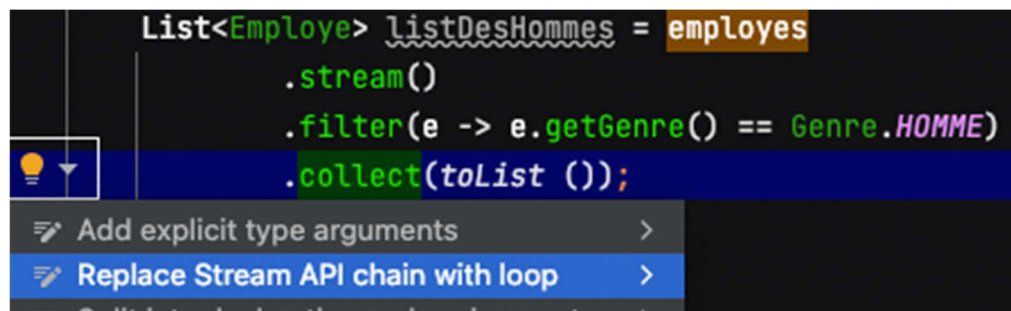 List<Employe> listDesHommes = employes
.stream()
.filter(e -> e.getGenre() == Genre.HOMME)
.collect(toList ());
Add explicit type arguments
Replace Stream API chain with loop